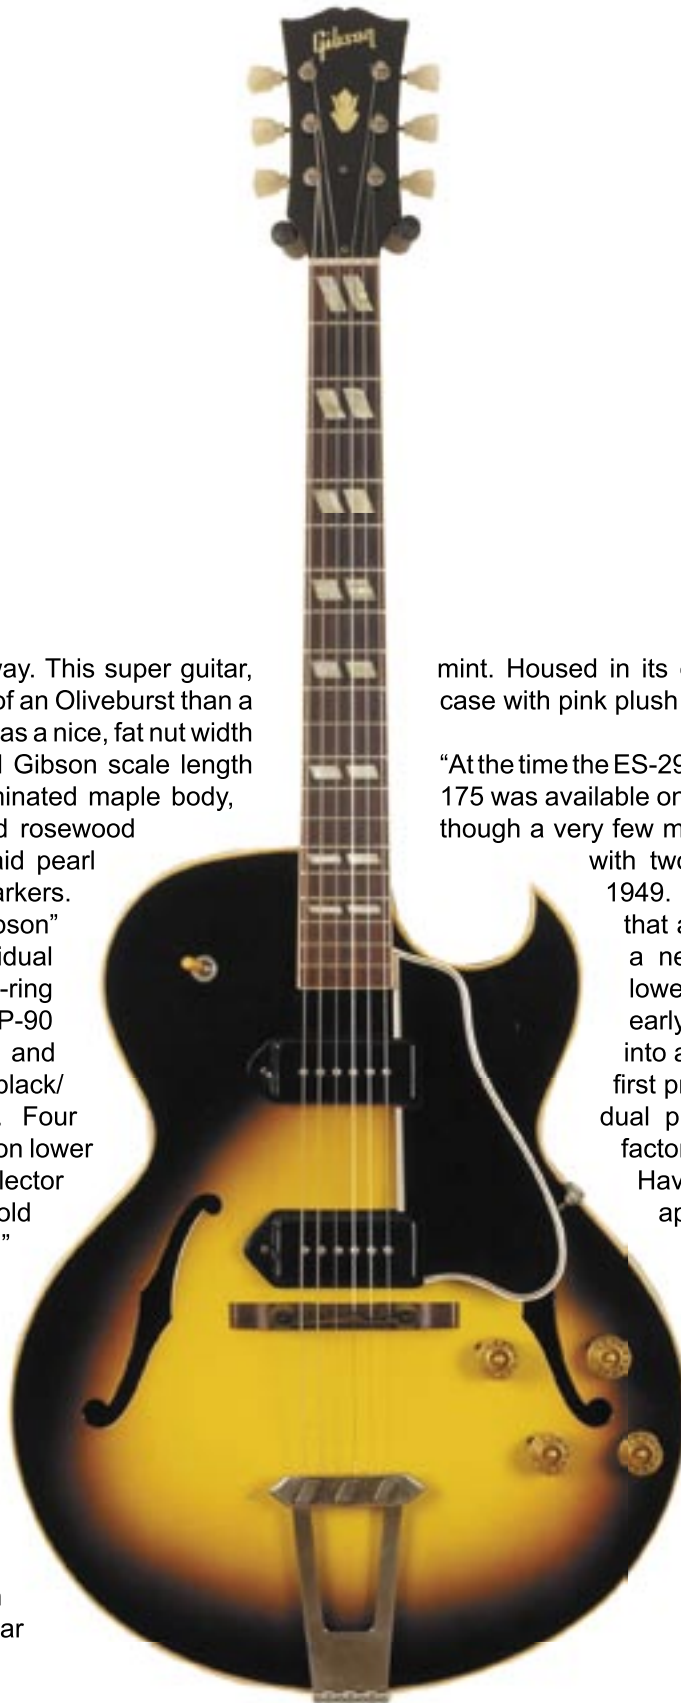 Gibson
way. This super guitar,
of an Oliveburst than a
as a nice, fat nut width
l Gibson scale length
minated maple body,
d rosewood
aid pearl
arkers.
bson”
vidual
-ring
P-90
and
black/
. Four
on lower
lector
old
”
ar
mint. Housed in its
case with pink plush
“At the time the ES-29
175 was available on
though a very few m
with two
1949.
that a
a ne
lowe
early
into a
first pr
dual p
factor
Hav
ap